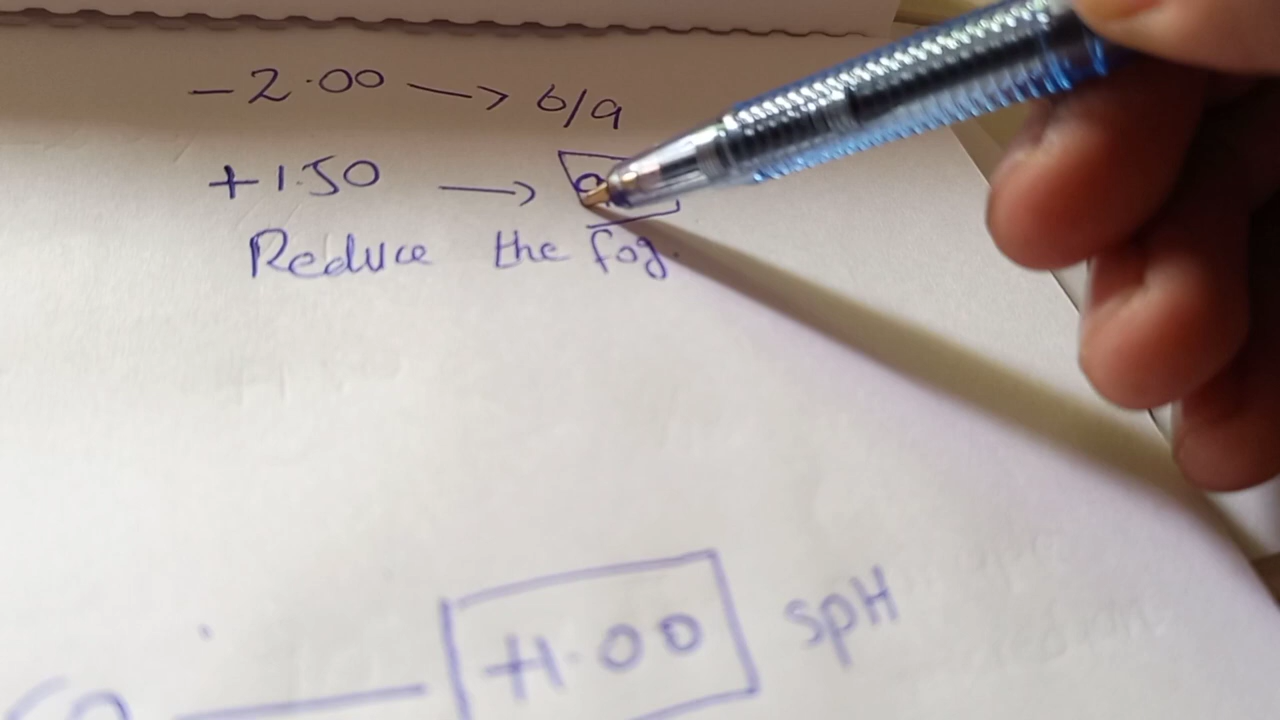 -2.00 → 6/9
+1.50 →
Reduce the fog.
+1.00 SPH